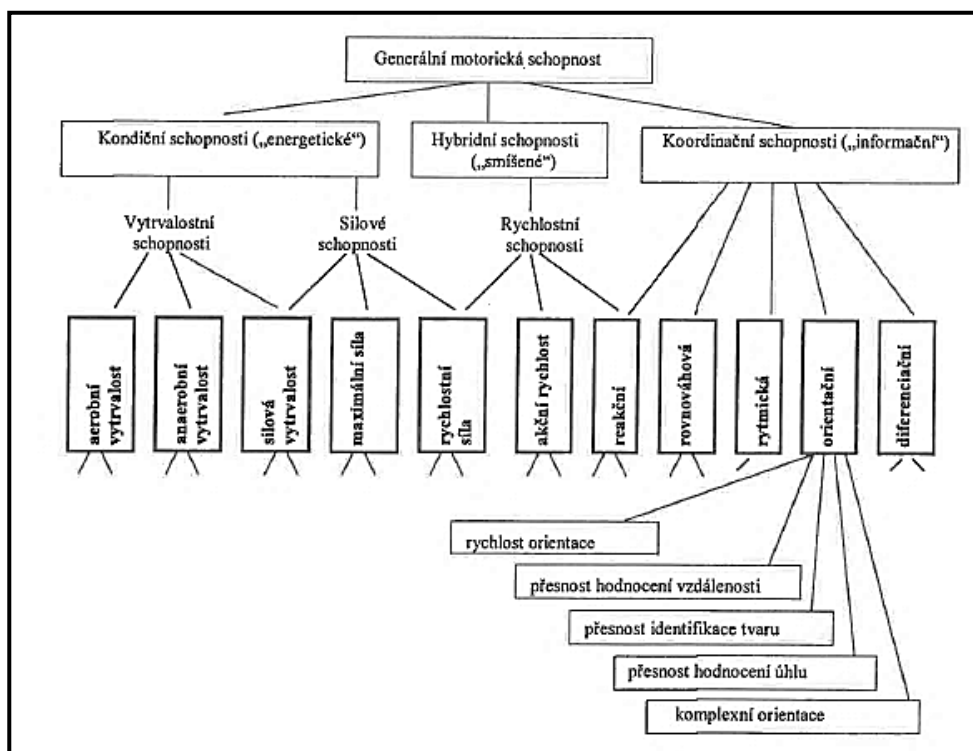 Generální motorická schopnost
Kondiční schopnosti („energetické“)
Hybridní schopnosti
(„smíšené“)
Koordinační schopnosti („informační“)
Vytrvalostní
schopnosti
Silové
schopnosti
Rychlostní
schopnosti
aerobní
vytrvalost
anaerobní
vytrvalost
silová
vytrvalost
maximální síla
rychlostní
síla
akční rychlost
reakční
rovnováhová
rytmická
orientační
diferenciační
rychlost orientace
přesnost hodnocení vzdálenosti
přesnost identifikace tvaru
přesnost hodnocení úhlu
komplexní orientace